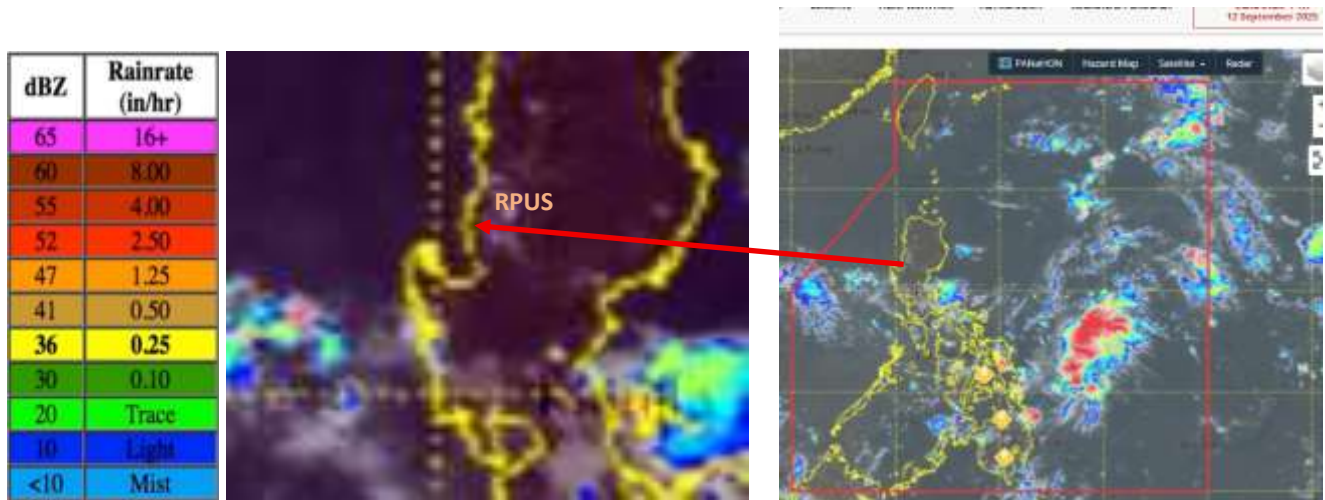 dBZ Rainrate (in/hr)
65 16+
60 8.00
55 4.00
52 2.50
47 1.25
41 0.50
36 0.25
30 0.10
20 Trace
10 Light
<10 Mist
RPUS
12 September 2025
PANaHON Hazard Map Satellite Radar